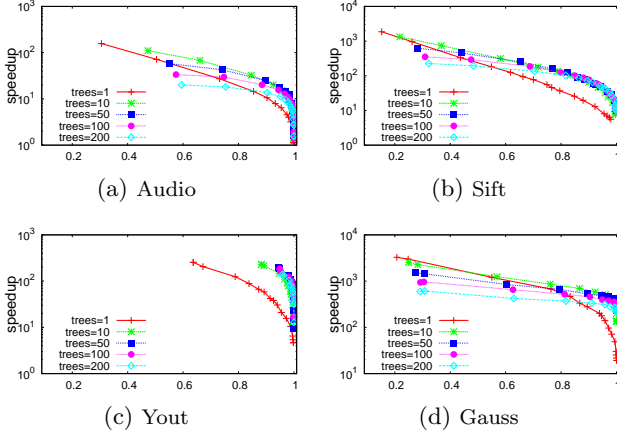 speedup
10³
10²
10¹
10⁰
trees=1
trees=10
trees=50
trees=100
trees=200
0.2 0.4 0.6 0.8 1
(a) Audio
speedup
10⁴
10³
10²
10¹
10⁰
trees=1
trees=10
trees=50
trees=100
trees=200
0.2 0.4 0.6 0.8 1
(b) Sift
speedup
10³
10²
10¹
10⁰
trees=1
trees=10
trees=50
trees=100
trees=200
0.2 0.4 0.6 0.8 1
(c) Yout
speedup
10⁴
10³
10²
10¹
trees=1
trees=10
trees=50
trees=100
trees=200
0.2 0.4 0.6 0.8 1
(d) Gauss